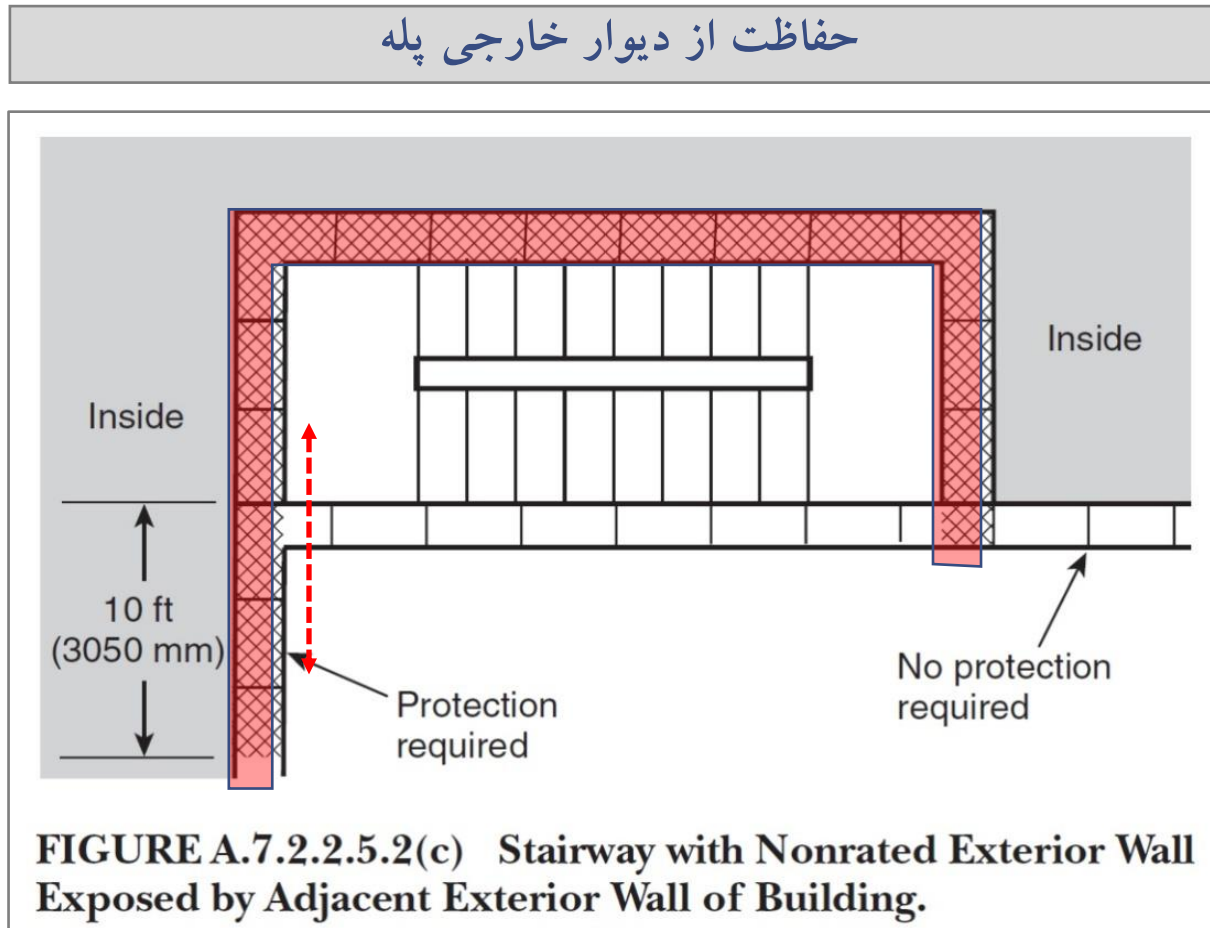 حفاظت از دیوار خارجی پله
Inside
Inside
10 ft
(3050 mm)
Protection
required
No protection
required
FIGURE A.7.2.2.5.2(c) Stairway with Nonrated Exterior Wall
Exposed by Adjacent Exterior Wall of Building.